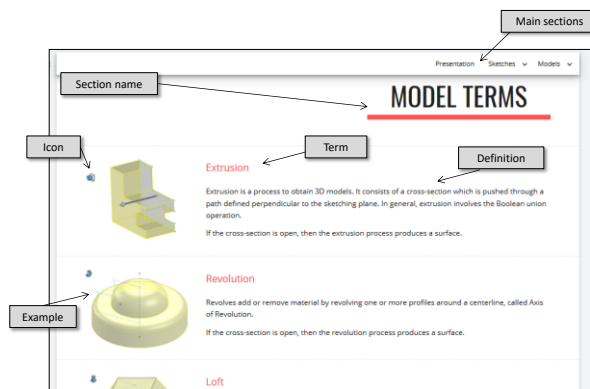 Main sections
Presentation Sketches Models
Section name
MODEL TERMS
Icon
Term
Definition
Extrusion
Extrusion is a process to obtain 3D models. It consists of a cross-section which is pushed through a
path defined perpendicular to the sketching plane. In general, extrusion involves the Boolean union
operation.
If the cross-section is open, then the extrusion process produces a surface.
Revolution
Revolves add or remove material by revolving one or more profiles around a centerline, called Axis
of Revolution.
Example
If the cross-section is open, then the revolution process produces a surface.
Loft